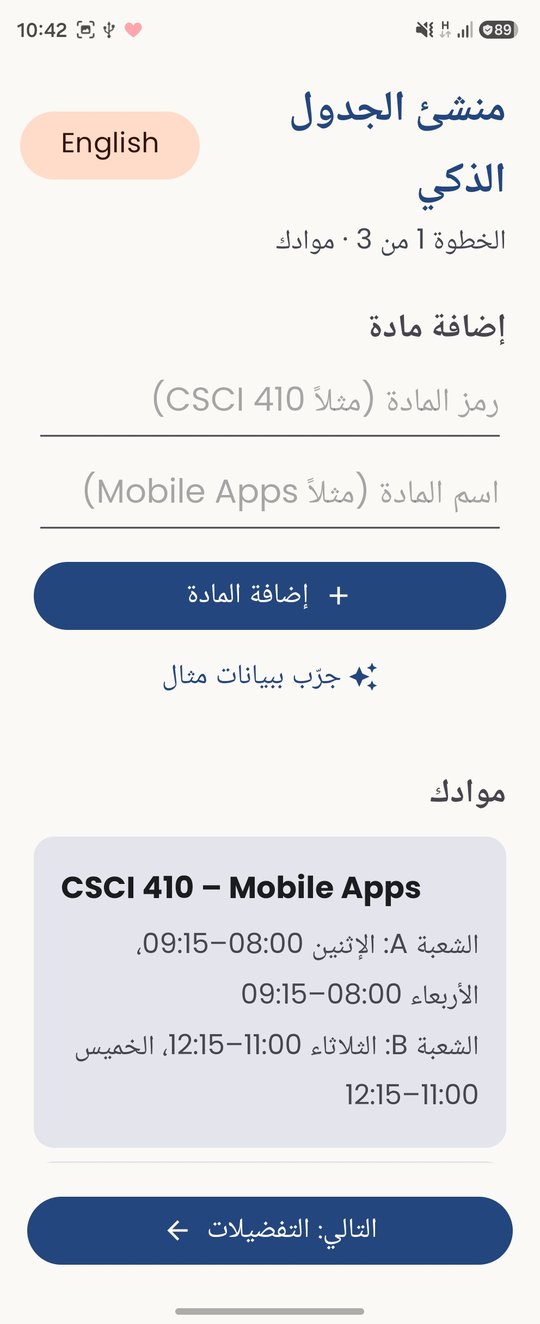 10:42
H
89
منشئ الجدول
الذكي
English
الخطوة 1 من 3 · موادك
إضافة مادة
رمز المادة (مثلاً CSCI 410)
اسم المادة (مثلاً Mobile Apps)
+ إضافة المادة
جرّب ببيانات مثال
موادك
CSCI 410 – Mobile Apps
الشعبة A: الإثنين 08:00–09:15،
الأربعاء 08:00–09:15
الشعبة B: الثلاثاء 11:00–12:15، الخميس
11:00–12:15
التالي: التفضيلات ←